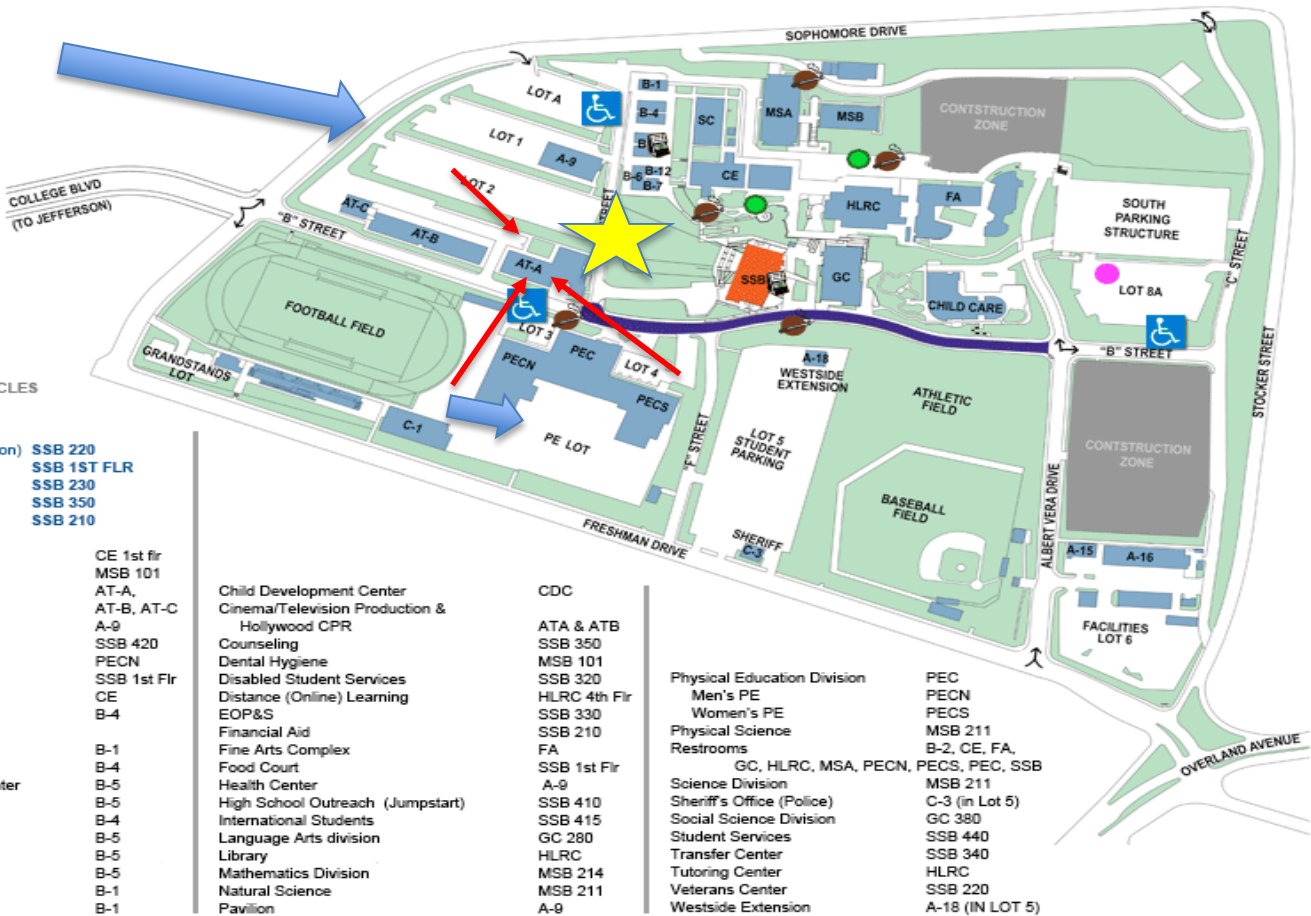 SOPHOMORE DRIVE
LOT A
B-1
B-4
SC
MSA
MSB
CONTSTRUCTION
ZONE
LOT 1
A-9
B
B-6
B-12
B-7
CE
COLLEGE BLVD
(TO JEFFERSON)
LOT 2
STREET
HLRC
FA
SOUTH
PARKING
STRUCTURE
"C" STREET
AT-C
"B" STREET
AT-B
AT-A
SSB
GC
CHILD CARE
LOT 8A
STOCKER STREET
FOOTBALL FIELD
LOT 3
PECN
PEC
LOT 4
PECS
"B" STREET
GRANDSTANDS
LOT
C-1
PE LOT
"F" STREET
A-18
WESTSIDE
EXTENSION
ATHLETIC
FIELD
LOT 5
STUDENT
PARKING
CONTSTRUCTION
ZONE
BASEBALL
FIELD
ALBERT VERA DRIVE
FRESHMAN DRIVE
SHERIFF
C-3
A-15
A-16
FACILITIES
LOT 6
OVERLAND AVENUE
CLES
on) SSB 220
SSB 1ST FLR
SSB 230
SSB 350
SSB 210
CE 1st flr
MSB 101
AT-A,
AT-B, AT-C
A-9
SSB 420
PECN
SSB 1st Flr
CE
B-4
B-1
B-4
nter B-5
B-5
B-4
B-5
B-5
B-5
B-1
B-1
Child Development Center CDC
Cinema/Television Production &
Hollywood CPR ATA & ATB
Counseling SSB 350
Dental Hygiene MSB 101
Disabled Student Services SSB 320
Distance (Online) Learning HLRC 4th Flr
EOP&S SSB 330
Financial Aid SSB 210
Fine Arts Complex FA
Food Court SSB 1st Flr
Health Center A-9
High School Outreach (Jumpstart) SSB 410
International Students SSB 415
Language Arts division GC 280
Library HLRC
Mathematics Division MSB 214
Natural Science MSB 211
Pavilion A-9
Physical Education Division PEC
Men's PE PECN
Women's PE PECS
Physical Science MSB 211
Restrooms B-2, CE, FA,
GC, HLRC, MSA, PECN, PECS, PEC, SSB
Science Division MSB 211
Sheriff's Office (Police) C-3 (in Lot 5)
Social Science Division GC 380
Student Services SSB 440
Transfer Center SSB 340
Tutoring Center HLRC
Veterans Center SSB 220
Westside Extension A-18 (IN LOT 5)